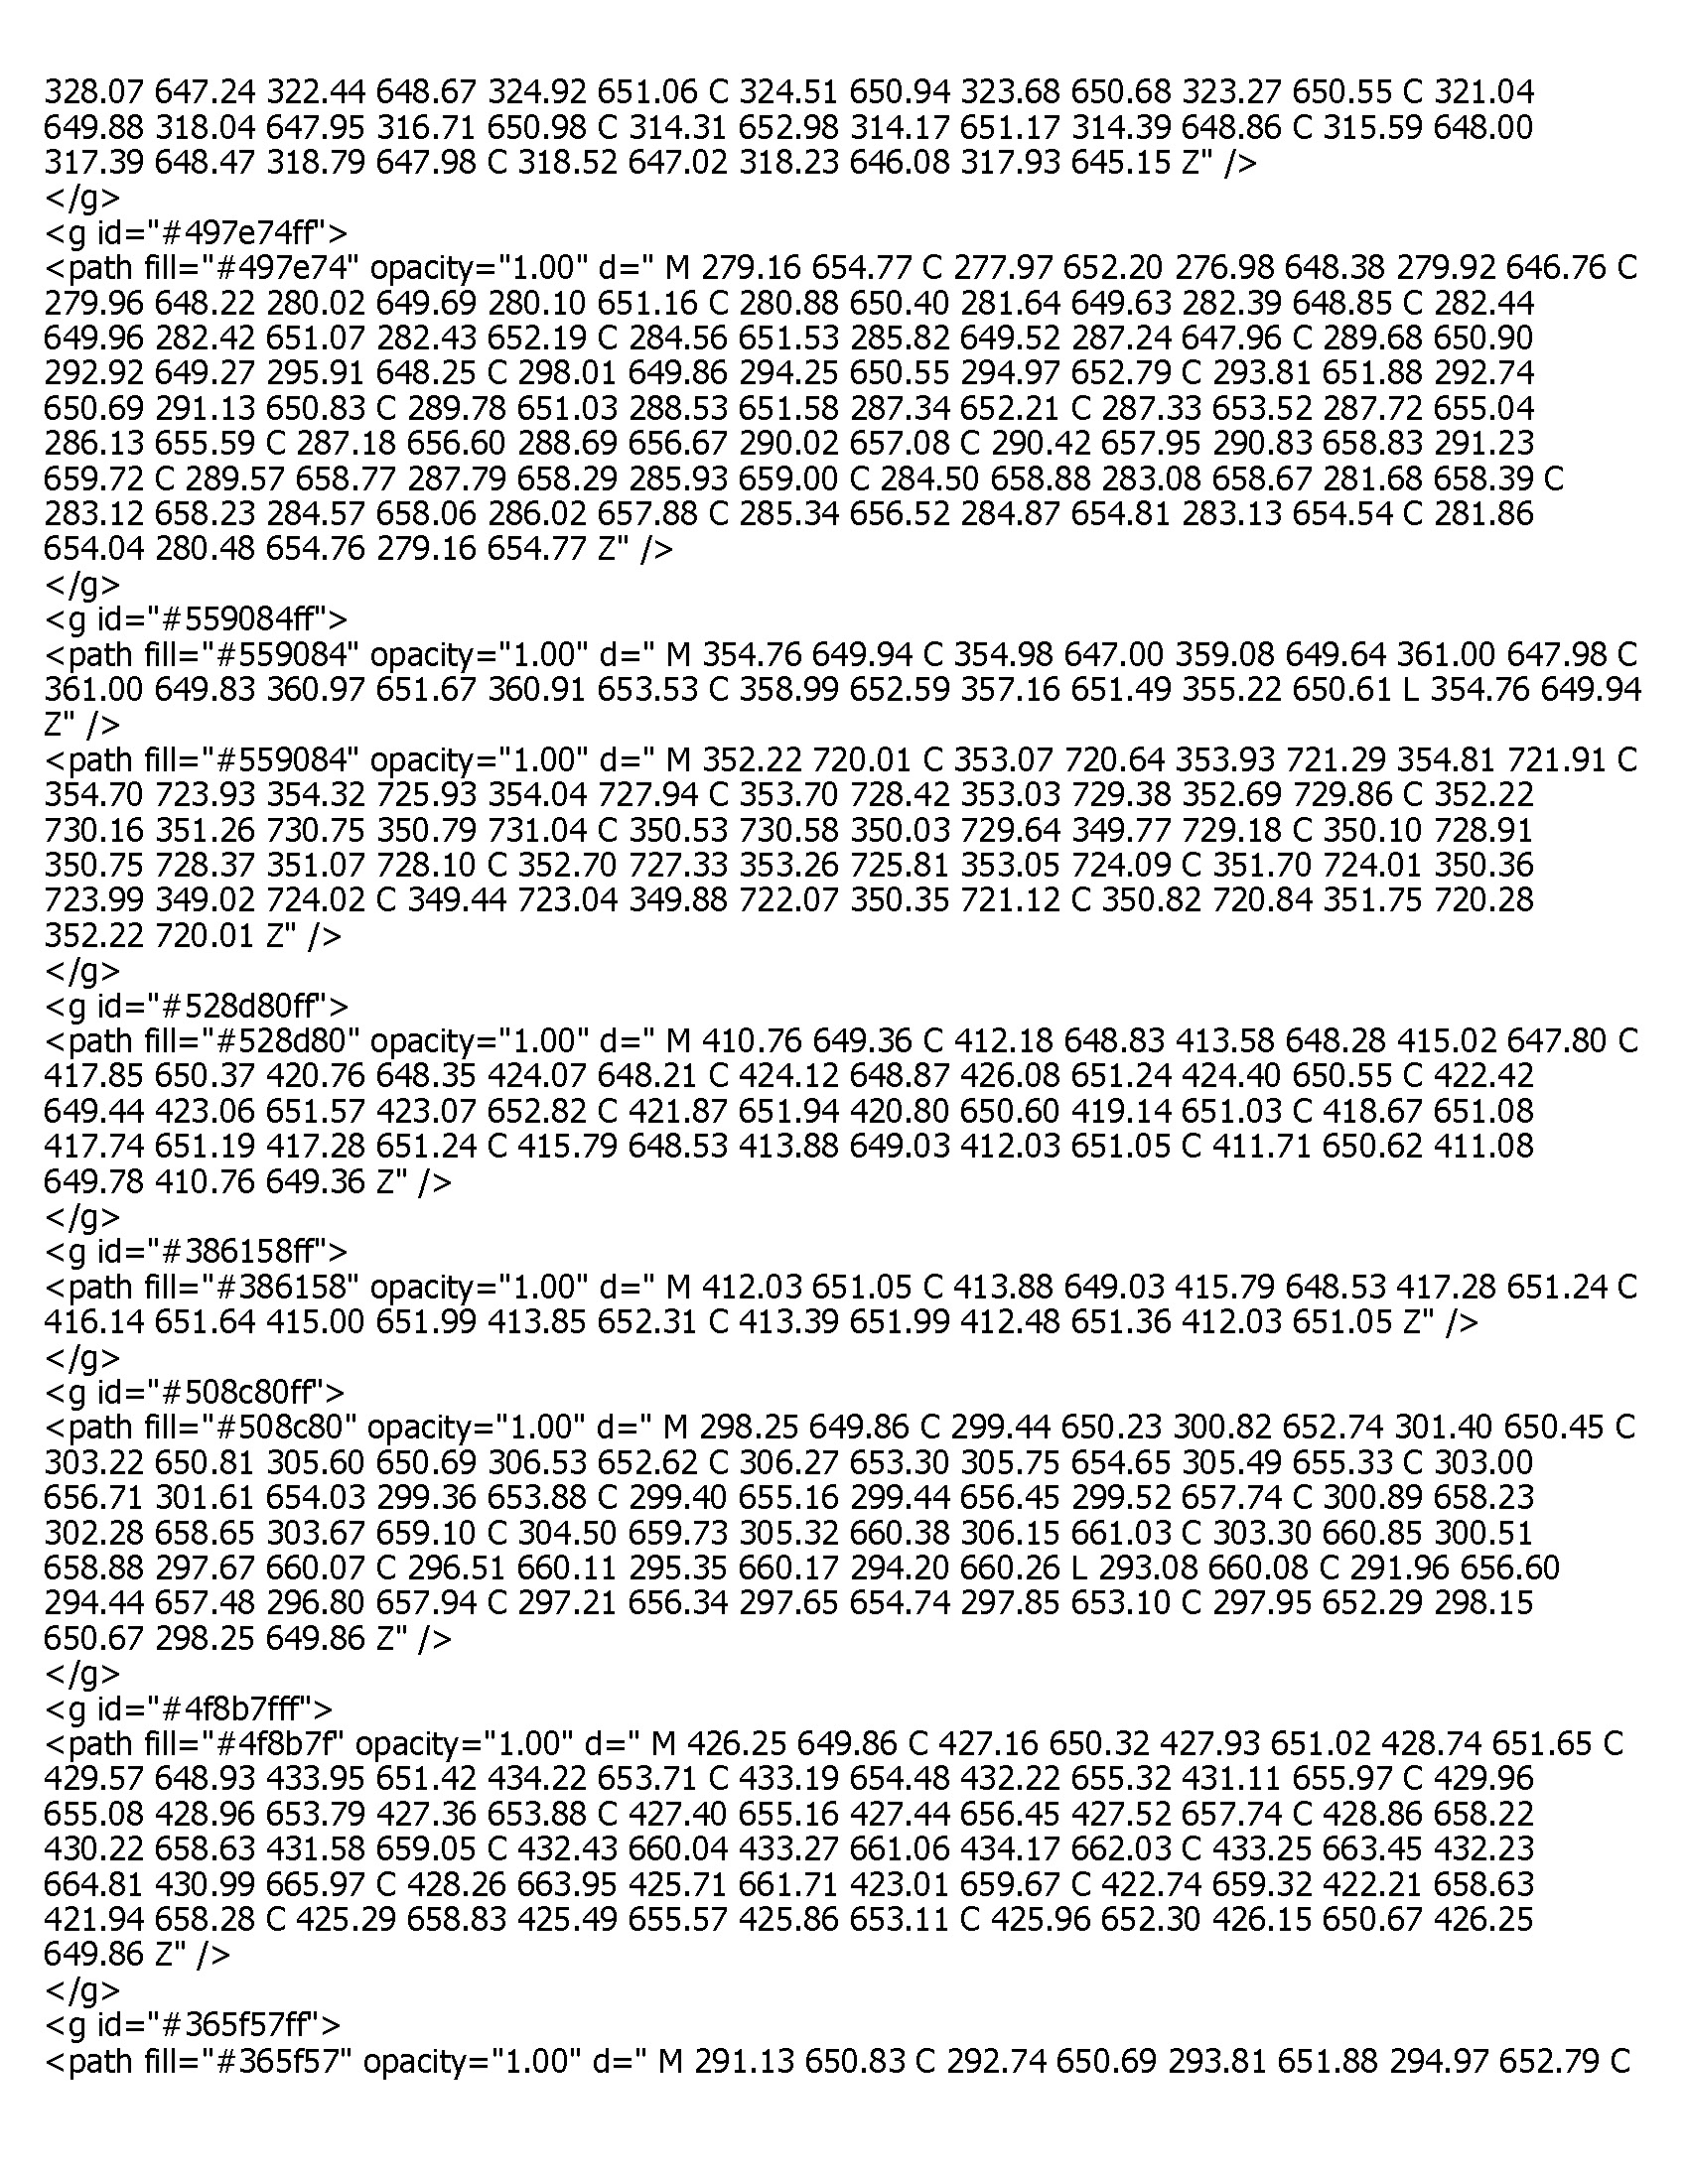 328.07 647.24 322.44 648.67 324.92 651.06 C 324.51 650.94 323.68 650.68 323.27 650.55 C 321.04
649.88 318.04 647.95 316.71 650.98 C 314.31 652.98 314.17 651.17 314.39 648.86 C 315.59 648.00
317.39 648.47 318.79 647.98 C 318.52 647.02 318.23 646.08 317.93 645.15 Z" />
</g>
<g id="#497e74ff">
<path fill="#497e74" opacity="1.00" d=" M 279.16 654.77 C 277.97 652.20 276.98 648.38 279.92 646.76 C
279.96 648.22 280.02 649.69 280.10 651.16 C 280.88 650.40 281.64 649.63 282.39 648.85 C 282.44
649.96 282.42 651.07 282.43 652.19 C 284.56 651.53 285.82 649.52 287.24 647.96 C 289.68 650.90
292.92 649.27 295.91 648.25 C 298.01 649.86 294.25 650.55 294.97 652.79 C 293.81 651.88 292.74
650.69 291.13 650.83 C 289.78 651.03 288.53 651.58 287.34 652.21 C 287.33 653.52 287.72 655.04
286.13 655.59 C 287.18 656.60 288.69 656.67 290.02 657.08 C 290.42 657.95 290.83 658.83 291.23
659.72 C 289.57 658.77 287.79 658.29 285.93 659.00 C 284.50 658.88 283.08 658.67 281.68 658.39 C
283.12 658.23 284.57 658.06 286.02 657.88 C 285.34 656.52 284.87 654.81 283.13 654.54 C 281.86
654.04 280.48 654.76 279.16 654.77 Z" />
</g>
<g id="#559084ff">
<path fill="#559084" opacity="1.00" d=" M 354.76 649.94 C 354.98 647.00 359.08 649.64 361.00 647.98 C
361.00 649.83 360.97 651.67 360.91 653.53 C 358.99 652.59 357.16 651.49 355.22 650.61 L 354.76 649.94
Z" />
<path fill="#559084" opacity="1.00" d=" M 352.22 720.01 C 353.07 720.64 353.93 721.29 354.81 721.91 C
354.70 723.93 354.32 725.93 354.04 727.94 C 353.70 728.42 353.03 729.38 352.69 729.86 C 352.22
730.16 351.26 730.75 350.79 731.04 C 350.53 730.58 350.03 729.64 349.77 729.18 C 350.10 728.91
350.75 728.37 351.07 728.10 C 352.70 727.33 353.26 725.81 353.05 724.09 C 351.70 724.01 350.36
723.99 349.02 724.02 C 349.44 723.04 349.88 722.07 350.35 721.12 C 350.82 720.84 351.75 720.28
352.22 720.01 Z" />
</g>
<g id="#528d80ff">
<path fill="#528d80" opacity="1.00" d=" M 410.76 649.36 C 412.18 648.83 413.58 648.28 415.02 647.80 C
417.85 650.37 420.76 648.35 424.07 648.21 C 424.12 648.87 426.08 651.24 424.40 650.55 C 422.42
649.44 423.06 651.57 423.07 652.82 C 421.87 651.94 420.80 650.60 419.14 651.03 C 418.67 651.08
417.74 651.19 417.28 651.24 C 415.79 648.53 413.88 649.03 412.03 651.05 C 411.71 650.62 411.08
649.78 410.76 649.36 Z" />
</g>
<g id="#386158ff">
<path fill="#386158" opacity="1.00" d=" M 412.03 651.05 C 413.88 649.03 415.79 648.53 417.28 651.24 C
416.14 651.64 415.00 651.99 413.85 652.31 C 413.39 651.99 412.48 651.36 412.03 651.05 Z" />
</g>
<g id="#508c80ff">
<path fill="#508c80" opacity="1.00" d=" M 298.25 649.86 C 299.44 650.23 300.82 652.74 301.40 650.45 C
303.22 650.81 305.60 650.69 306.53 652.62 C 306.27 653.30 305.75 654.65 305.49 655.33 C 303.00
656.71 301.61 654.03 299.36 653.88 C 299.40 655.16 299.44 656.45 299.52 657.74 C 300.89 658.23
302.28 658.65 303.67 659.10 C 304.50 659.73 305.32 660.38 306.15 661.03 C 303.30 660.85 300.51
658.88 297.67 660.07 C 296.51 660.11 295.35 660.17 294.20 660.26 L 293.08 660.08 C 291.96 656.60
294.44 657.48 296.80 657.94 C 297.21 656.34 297.65 654.74 297.85 653.10 C 297.95 652.29 298.15
650.67 298.25 649.86 Z" />
</g>
<g id="#4f8b7fff">
<path fill="#4f8b7f" opacity="1.00" d=" M 426.25 649.86 C 427.16 650.32 427.93 651.02 428.74 651.65 C
429.57 648.93 433.95 651.42 434.22 653.71 C 433.19 654.48 432.22 655.32 431.11 655.97 C 429.96
655.08 428.96 653.79 427.36 653.88 C 427.40 655.16 427.44 656.45 427.52 657.74 C 428.86 658.22
430.22 658.63 431.58 659.05 C 432.43 660.04 433.27 661.06 434.17 662.03 C 433.25 663.45 432.23
664.81 430.99 665.97 C 428.26 663.95 425.71 661.71 423.01 659.67 C 422.74 659.32 422.21 658.63
421.94 658.28 C 425.29 658.83 425.49 655.57 425.86 653.11 C 425.96 652.30 426.15 650.67 426.25
649.86 Z" />
</g>
<g id="#365f57ff">
<path fill="#365f57" opacity="1.00" d=" M 291.13 650.83 C 292.74 650.69 293.81 651.88 294.97 652.79 C